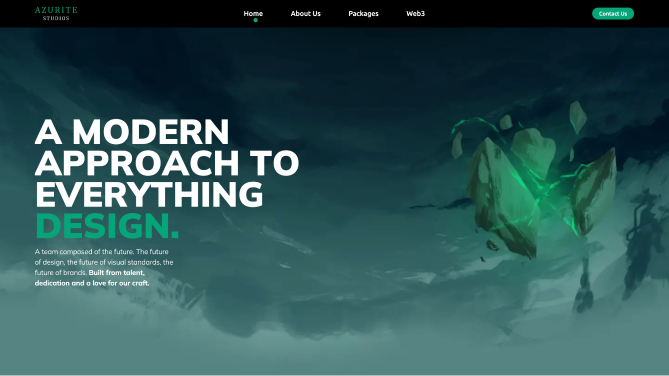 AZURITE
STUDIOS
Home
About Us
Packages
Web3
Contact Us
A MODERN
APPROACH TO
EVERYTHING
DESIGN.
A team composed of the future. The future
of design, the future of visual standards, the
future of brands. Built from talent,
dedication and a love for our craft.